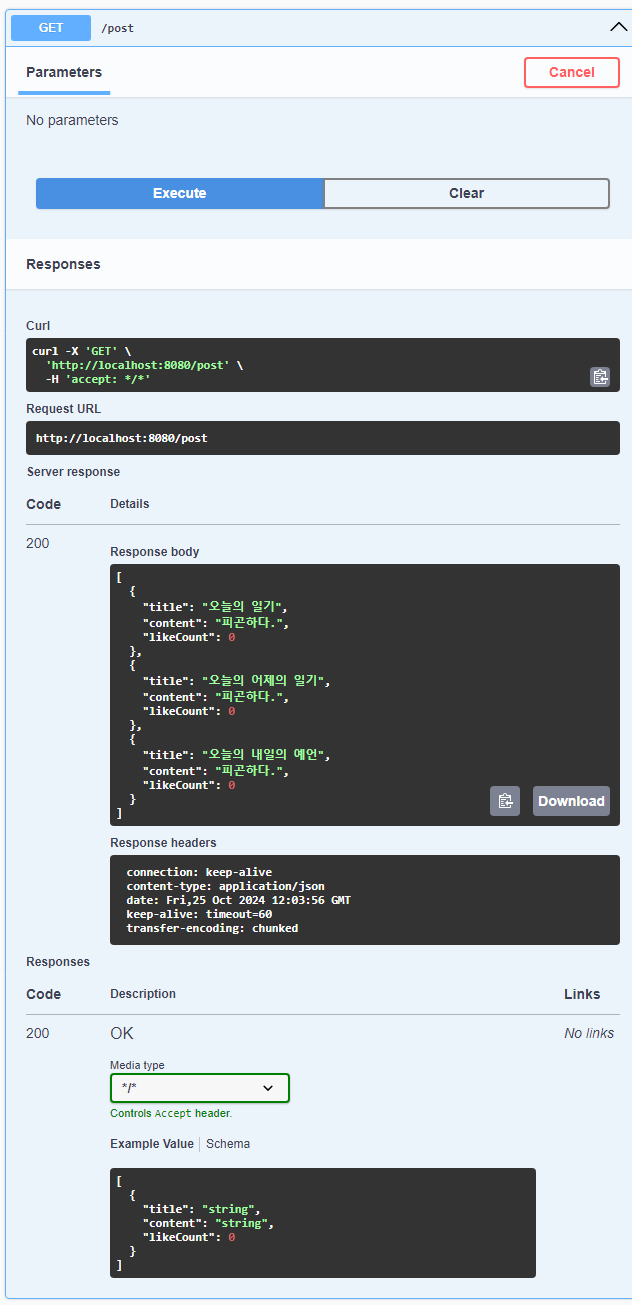 GET /post
Parameters
Cancel
No parameters
Execute
Clear
Responses
Curl
curl -X 'GET' \
  'http://localhost:8080/post' \
  -H 'accept: */*'
Request URL
http://localhost:8080/post
Server response
Code Details
200
Response body
[
  {
    "title": "오늘의 일기",
    "content": "피곤하다.",
    "likeCount": 0
  },
  {
    "title": "오늘의 어제의 일기",
    "content": "피곤하다.",
    "likeCount": 0
  },
  {
    "title": "오늘의 내일의 예언",
    "content": "피곤하다.",
    "likeCount": 0
  }
]
Download
Response headers
connection: keep-alive
content-type: application/json
date: Fri,25 Oct 2024 12:03:56 GMT
keep-alive: timeout=60
transfer-encoding: chunked
Responses
Code Description Links
200 OK No links
Media type
*/*
Controls Accept header.
Example Value Schema
[
  {
    "title": "string",
    "content": "string",
    "likeCount": 0
  }
]